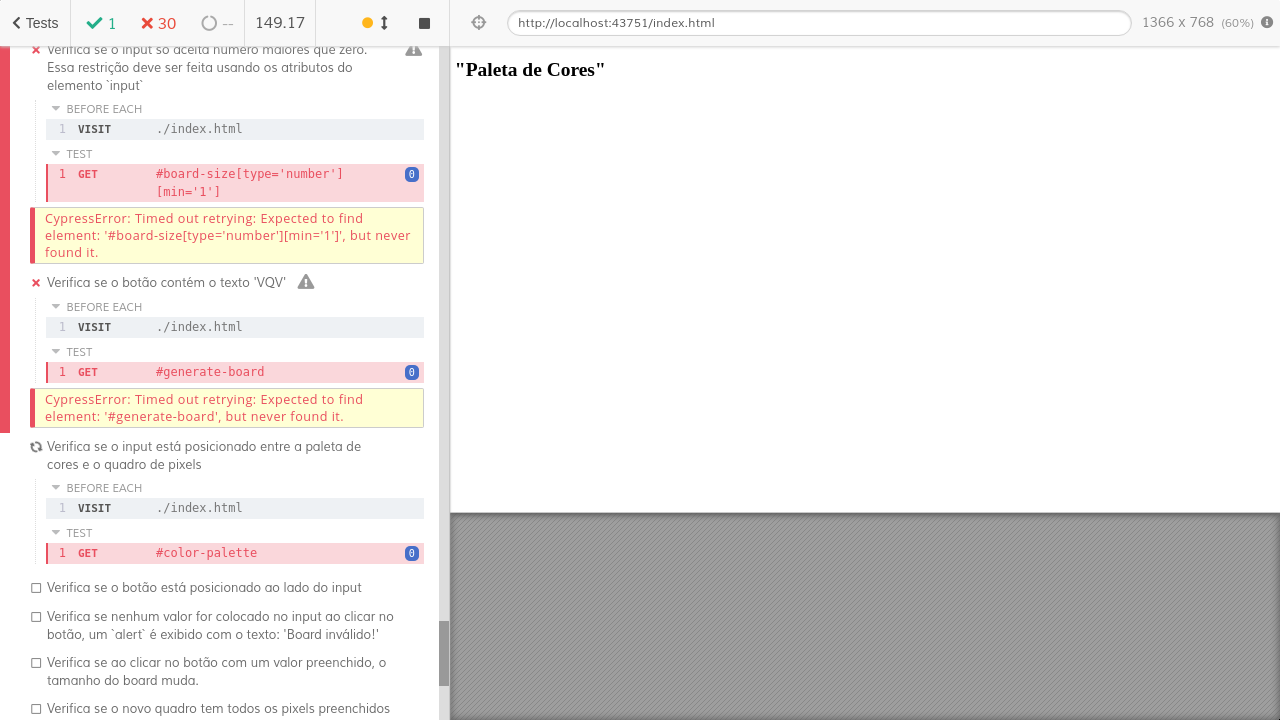 Tests
1
30
--
149.17
http://localhost:43751/index.html
1366 x 768 (60%)
"Paleta de Cores"
Verifica se o input só aceita número maiores que zero.
Essa restrição deve ser feita usando os atributos do
elemento `input`
BEFORE EACH
1 VISIT ./index.html
TEST
1 GET #board-size[type='number']
[min='1']
0
CypressError: Timed out retrying: Expected to find
element: '#board-size[type='number'][min='1']', but never
found it.
Verifica se o botão contém o texto 'VQV'
BEFORE EACH
1 VISIT ./index.html
TEST
1 GET #generate-board 0
CypressError: Timed out retrying: Expected to find
element: '#generate-board', but never found it.
Verifica se o input está posicionado entre a paleta de
cores e o quadro de pixels
BEFORE EACH
1 VISIT ./index.html
TEST
1 GET #color-palette 0
Verifica se o botão está posicionado ao lado do input
Verifica se nenhum valor for colocado no input ao clicar no
botão, um `alert` é exibido com o texto: 'Board inválido!'
Verifica se ao clicar no botão com um valor preenchido, o
tamanho do board muda.
Verifica se o novo quadro tem todos os pixels preenchidos